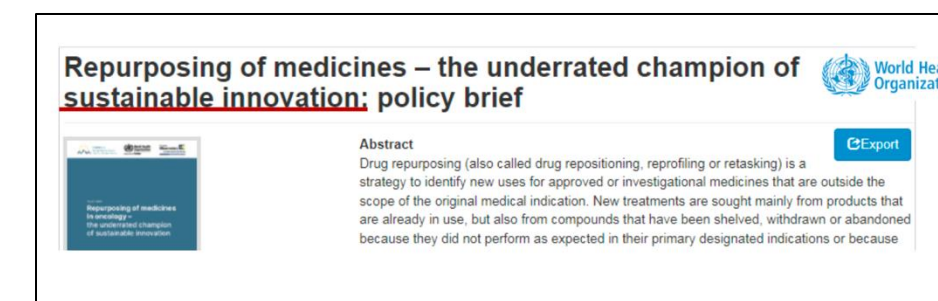 Repurposing of medicines – the underrated champion of
sustainable innovation: policy brief
World Hea
Organizat
Export
Abstract
Drug repurposing (also called drug repositioning, reprofiling or retasking) is a
strategy to identify new uses for approved or investigational medicines that are outside the
scope of the original medical indication. New treatments are sought mainly from products that
are already in use, but also from compounds that have been shelved, withdrawn or abandoned
because they did not perform as expected in their primary designated indications or because
Repurposing of medicines
in oncology –
the underrated champion
of sustainable innovation